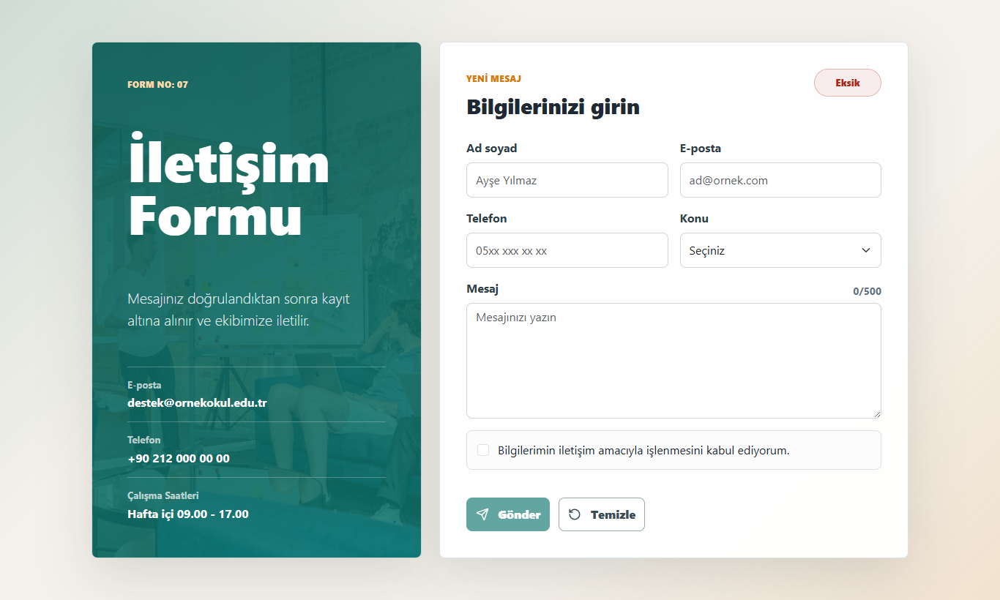 FORM NO: 07
İletişim
Formu
Mesajınız doğrulandıktan sonra kayıt
altına alınır ve ekibimize iletilir.
E-posta
destek@ornekokul.edu.tr
Telefon
+90 212 000 00 00
Çalışma Saatleri
Hafta içi 09.00 - 17.00
YENİ MESAJ
Eksik
Bilgilerinizi girin
Ad soyad
Ayşe Yılmaz
E-posta
ad@ornek.com
Telefon
05xx xxx xx xx
Konu
Seçiniz
Mesaj
0/500
Mesajınızı yazın
Bilgilerimin iletişim amacıyla işlenmesini kabul ediyorum.
Gönder
Temizle